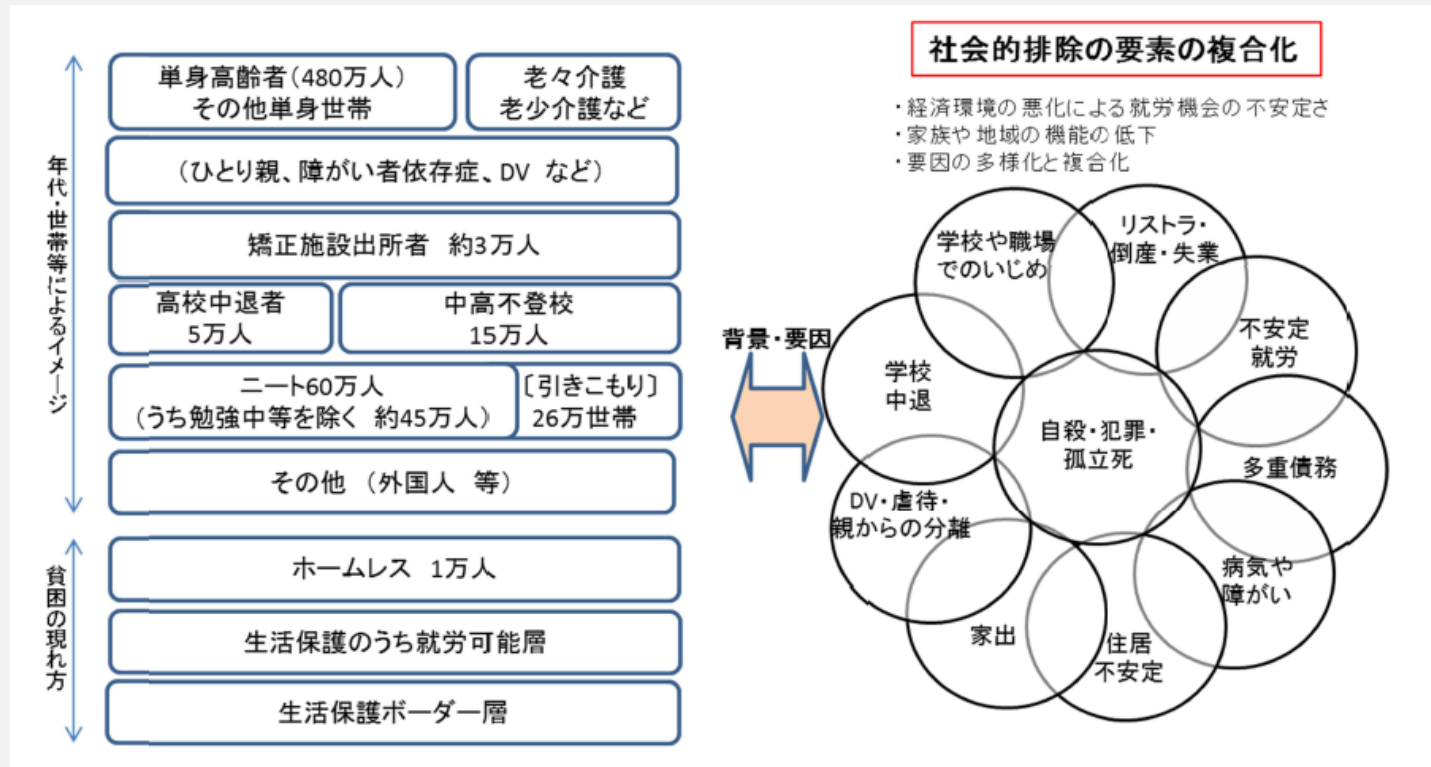 年代・世帯等によるイメージ
単身高齢者（480万人）
その他単身世帯
老々介護
老少介護など
（ひとり親、障がい者依存症、DV など）
矯正施設出所者 約3万人
高校中退者
5万人
中高不登校
15万人
ニート60万人
（うち勉強中等を除く 約45万人）
〔引きこもり〕
26万世帯
その他 （外国人 等）
貧困の現れ方
ホームレス 1万人
生活保護のうち就労可能層
生活保護ボーダー層
背景・要因
社会的排除の要素の複合化
・経済環境の悪化による就労機会の不安定さ
・家族や地域の機能の低下
・要因の多様化と複合化
学校や職場
でのいじめ
リストラ・
倒産・失業
不安定
就労
多重債務
病気や
障がい
住居
不安定
家出
DV・虐待・
親からの分離
学校
中退
自殺・犯罪・
孤立死